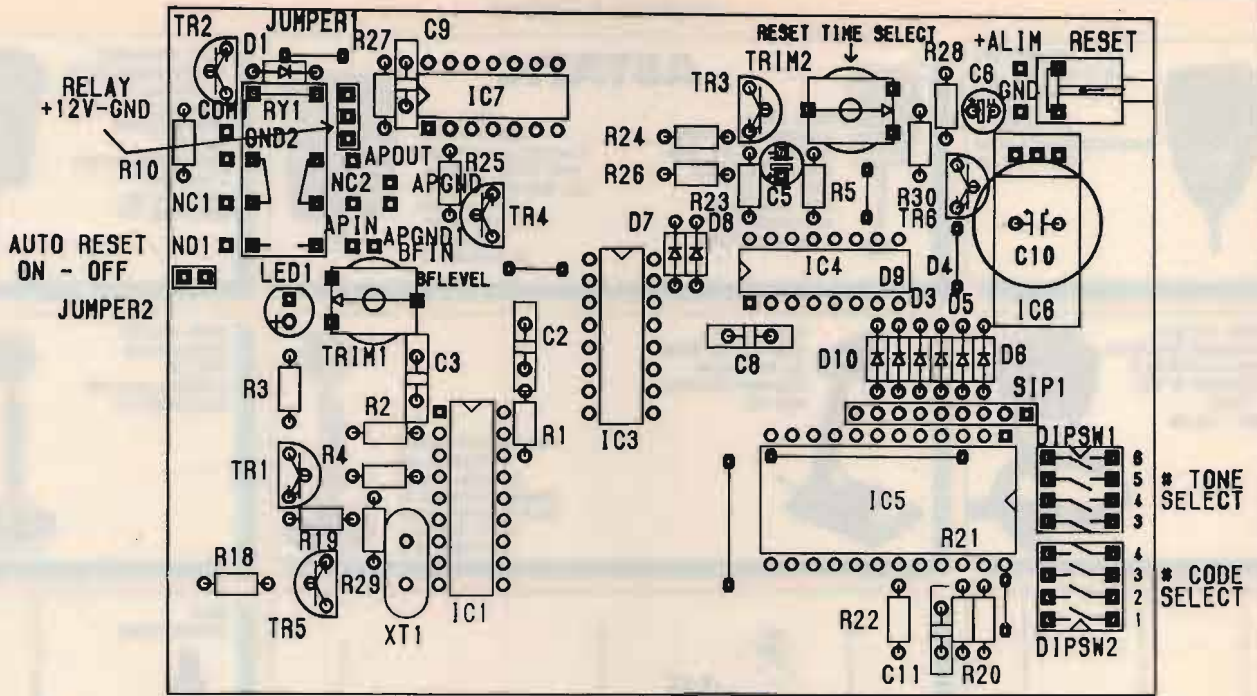 TR2
JUMPER1
D1
R27
C9
RESET TIME SELECT
TRIM2
R28
+ALIM
RESET
C6
GND
RELAY
+12V-GND
COM1
RY1
GND2
IC7
TR3
R10
R24
R26
R25
APOUT
NC2
APGND
NC1
TR4
R23
C5
R5
R30
TR6
D7
D8
APIN
APGND1
BFIN
BFLEVEL
NO1
AUTO RESET
ON - OFF
JUMPER2
LED1
TRIM1
IC4
D9
D4
D3
D5
C10
IC6
C2
C3
C8
D10
D6
SIP1
R3
R2
R1
IC3
DIPSW1
6
5
4
3
# TONE
SELECT
TR1
R4
IC5
R21
R19
R18
R29
TR5
XT1
IC1
4
3
2
1
# CODE
SELECT
R22
C11
R20
DIPSW2